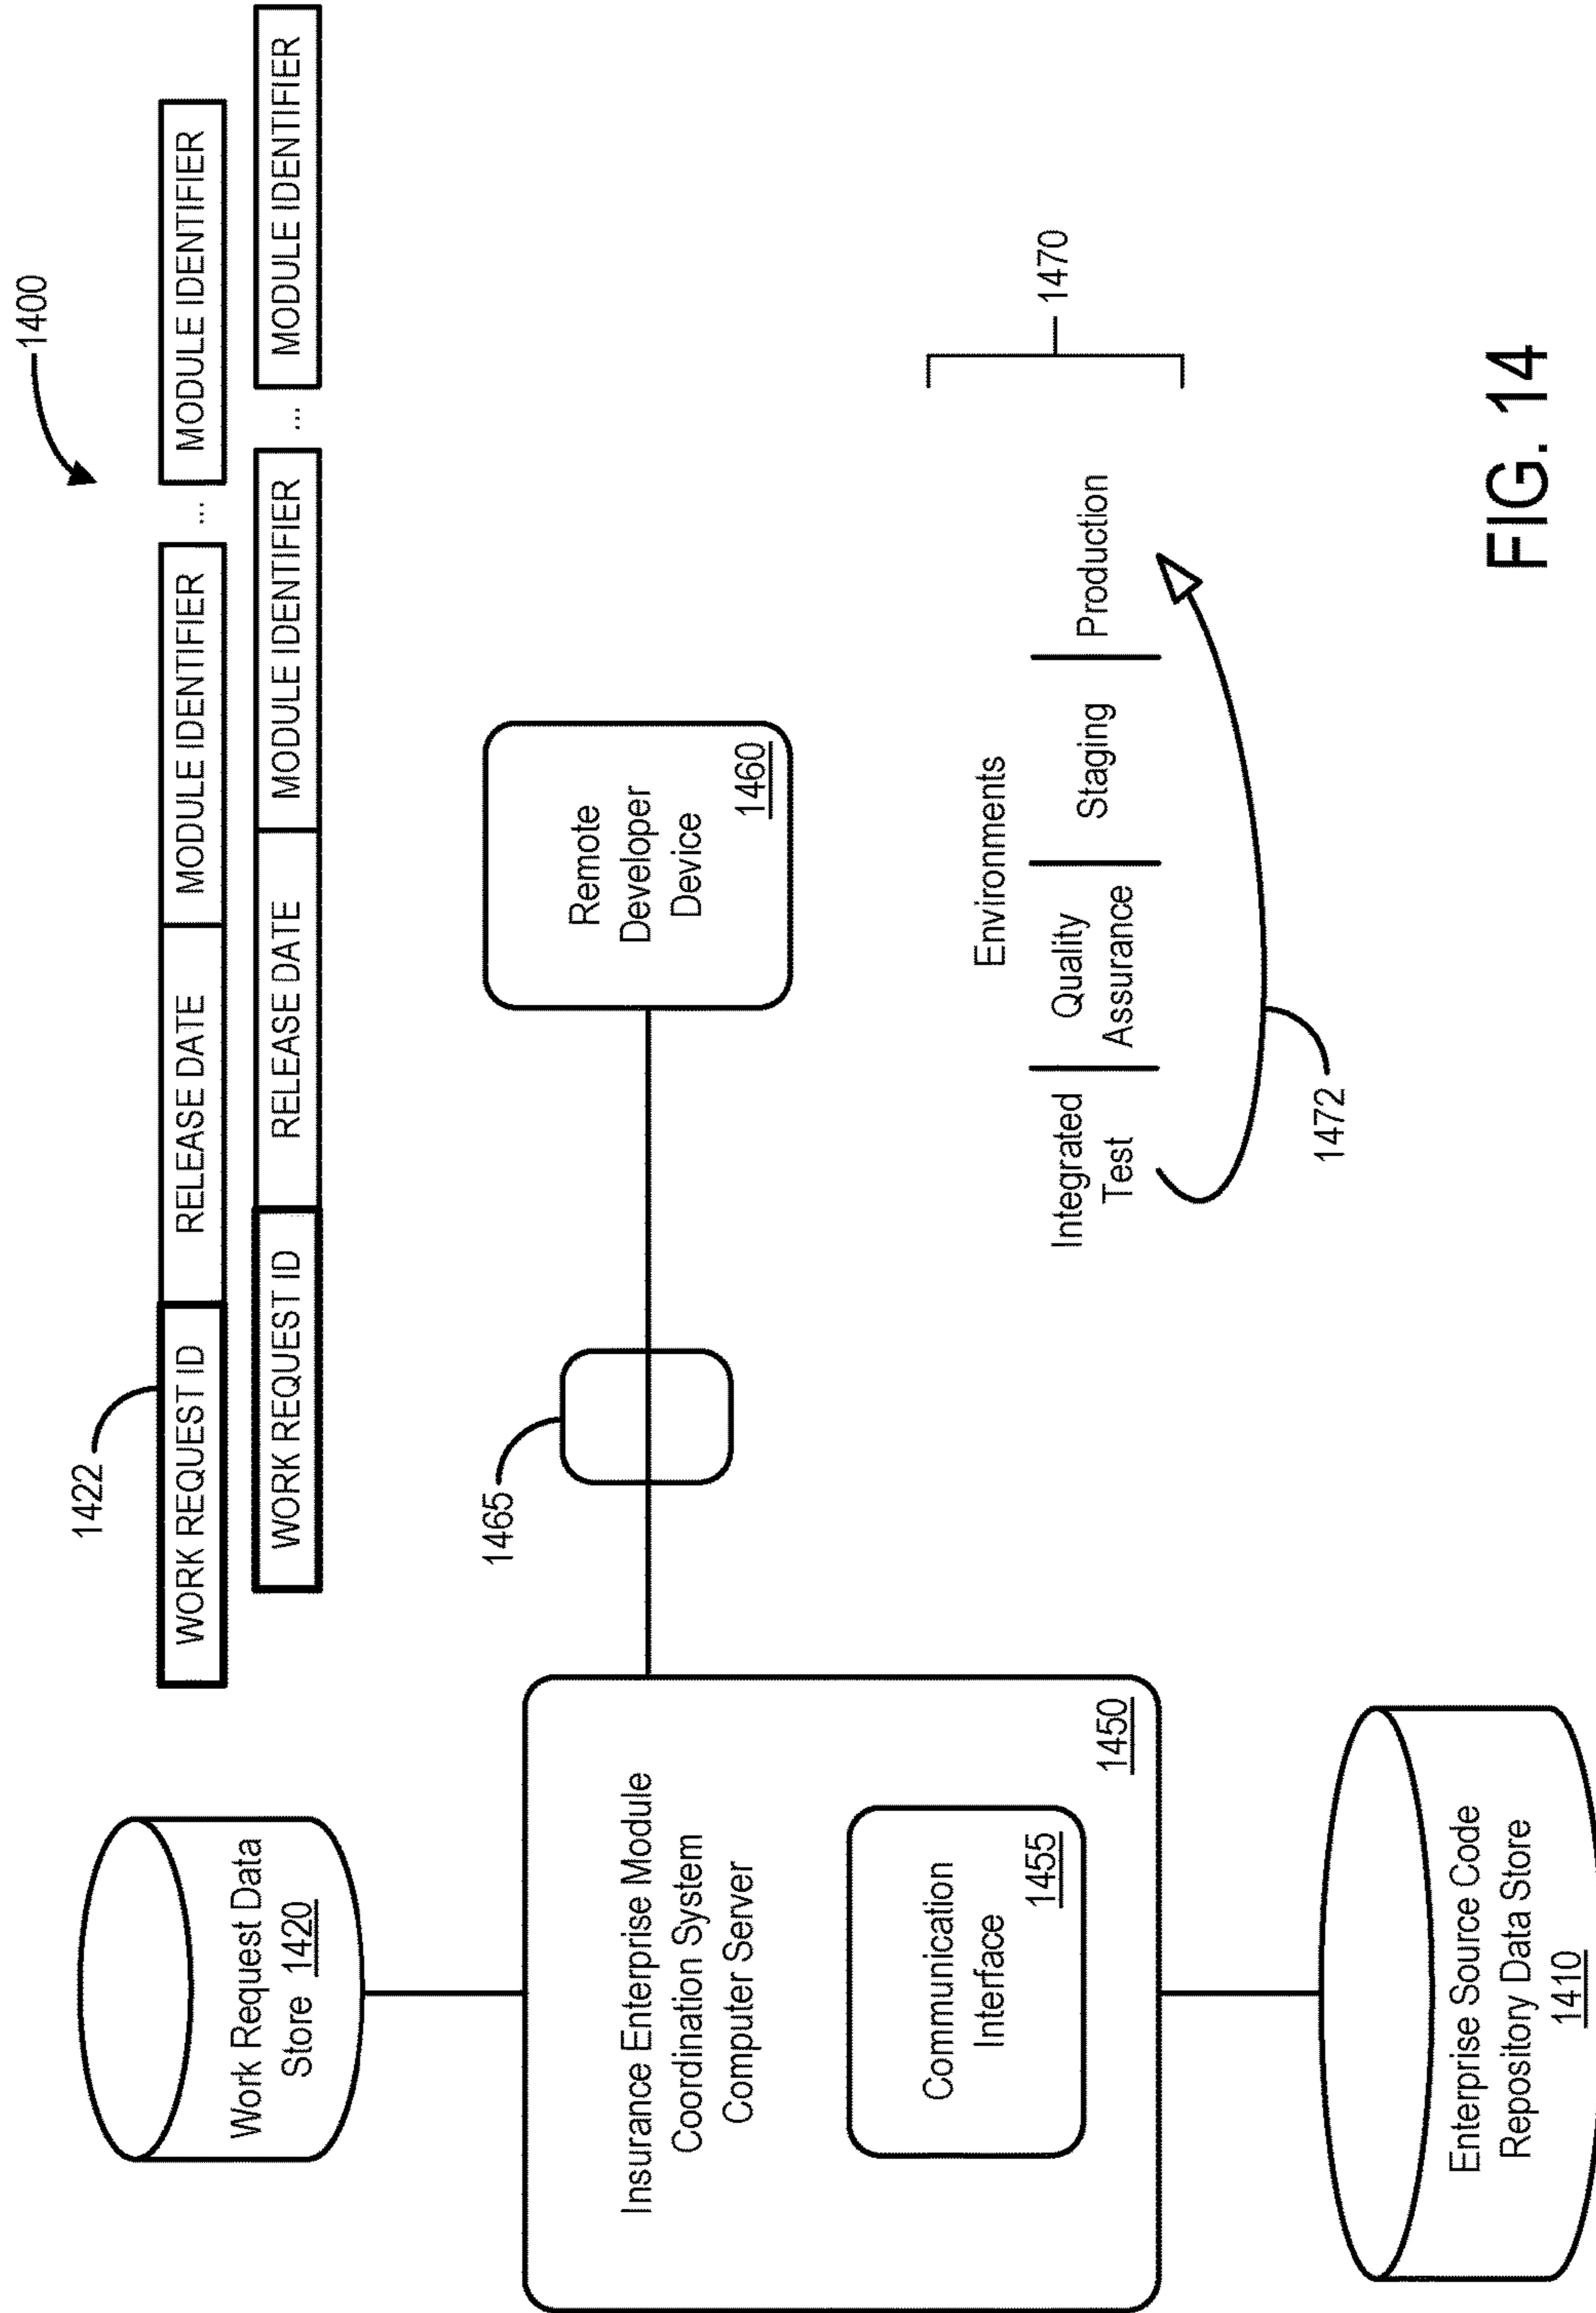 1400
1422
WORK REQUEST ID RELEASE DATE MODULE IDENTIFIER ... MODULE IDENTIFIER
WORK REQUEST ID RELEASE DATE MODULE IDENTIFIER ... MODULE IDENTIFIER
Work Request Data
Store 1420
1465
Remote
Developer
Device
1460
Insurance Enterprise Module
Coordination System
Computer Server
Communication
Interface
1455
1450
Environments
Integrated
Test
Quality
Assurance
Staging
Production
1470
1472
Enterprise Source Code
Repository Data Store
1410
FIG. 14